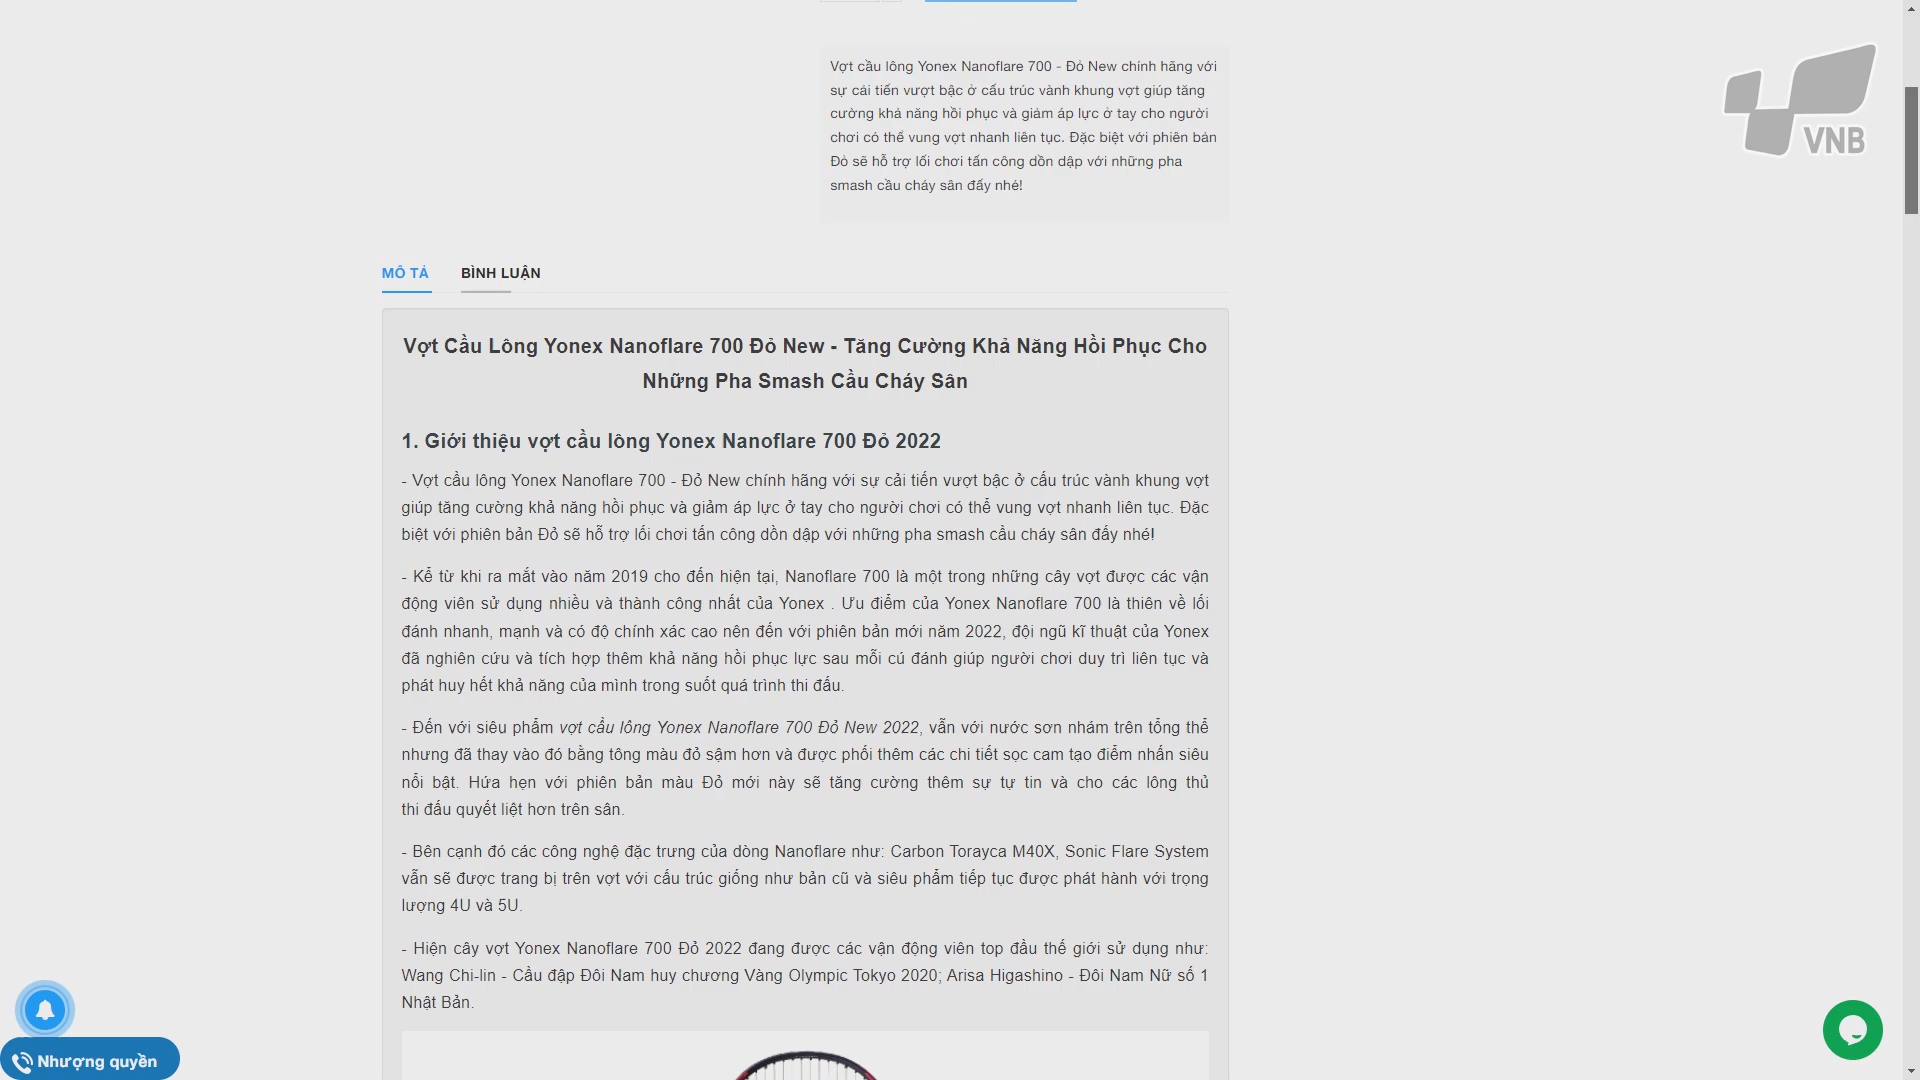 Vợt cầu lông Yonex Nanoflare 700 - Đỏ New chính hãng với
sự cải tiến vượt bậc ở cấu trúc vành khung vợt giúp tăng
cường khả năng hồi phục và giảm áp lực ở tay cho người
chơi có thể vung vợt nhanh liên tục. Đặc biệt với phiên bản
Đỏ sẽ hỗ trợ lối chơi tấn công dồn dập với những pha
smash cầu cháy sân đấy nhé!
VNB
MÔ TẢ BÌNH LUẬN
Vợt Cầu Lông Yonex Nanoflare 700 Đỏ New - Tăng Cường Khả Năng Hồi Phục Cho
Những Pha Smash Cầu Cháy Sân
1. Giới thiệu vợt cầu lông Yonex Nanoflare 700 Đỏ 2022
- Vợt cầu lông Yonex Nanoflare 700 - Đỏ New chính hãng với sự cải tiến vượt bậc ở cấu trúc vành khung vợt
giúp tăng cường khả năng hồi phục và giảm áp lực ở tay cho người chơi có thể vung vợt nhanh liên tục. Đặc
biệt với phiên bản Đỏ sẽ hỗ trợ lối chơi tấn công dồn dập với những pha smash cầu cháy sân đấy nhé!
- Kể từ khi ra mắt vào năm 2019 cho đến hiện tại, Nanoflare 700 là một trong những cây vợt được các vận
động viên sử dụng nhiều và thành công nhất của Yonex . Ưu điểm của Yonex Nanoflare 700 là thiên về lối
đánh nhanh, mạnh và có độ chính xác cao nên đến với phiên bản mới năm 2022, đội ngũ kĩ thuật của Yonex
đã nghiên cứu và tích hợp thêm khả năng hồi phục lực sau mỗi cú đánh giúp người chơi duy trì liên tục và
phát huy hết khả năng của mình trong suốt quá trình thi đấu.
- Đến với siêu phẩm vợt cầu lông Yonex Nanoflare 700 Đỏ New 2022, vẫn với nước sơn nhám trên tổng thể
nhưng đã thay vào đó bằng tông màu đỏ sậm hơn và được phối thêm các chi tiết sọc cam tạo điểm nhấn siêu
nỗi bật. Hứa hẹn với phiên bản màu Đỏ mới này sẽ tăng cường thêm sự tự tin và cho các lông thủ
thi đấu quyết liệt hơn trên sân.
- Bên cạnh đó các công nghệ đặc trưng của dòng Nanoflare như: Carbon Torayca M40X, Sonic Flare System
vẫn sẽ được trang bị trên vợt với cấu trúc giống như bản cũ và siêu phẩm tiếp tục được phát hành với trọng
lượng 4U và 5U.
- Hiện cây vợt Yonex Nanoflare 700 Đỏ 2022 đang được các vận động viên top đầu thế giới sử dụng như:
Wang Chi-lin - Cầu đập Đôi Nam huy chương Vàng Olympic Tokyo 2020; Arisa Higashino - Đôi Nam Nữ số 1
Nhật Bản.
Nhượng quyền